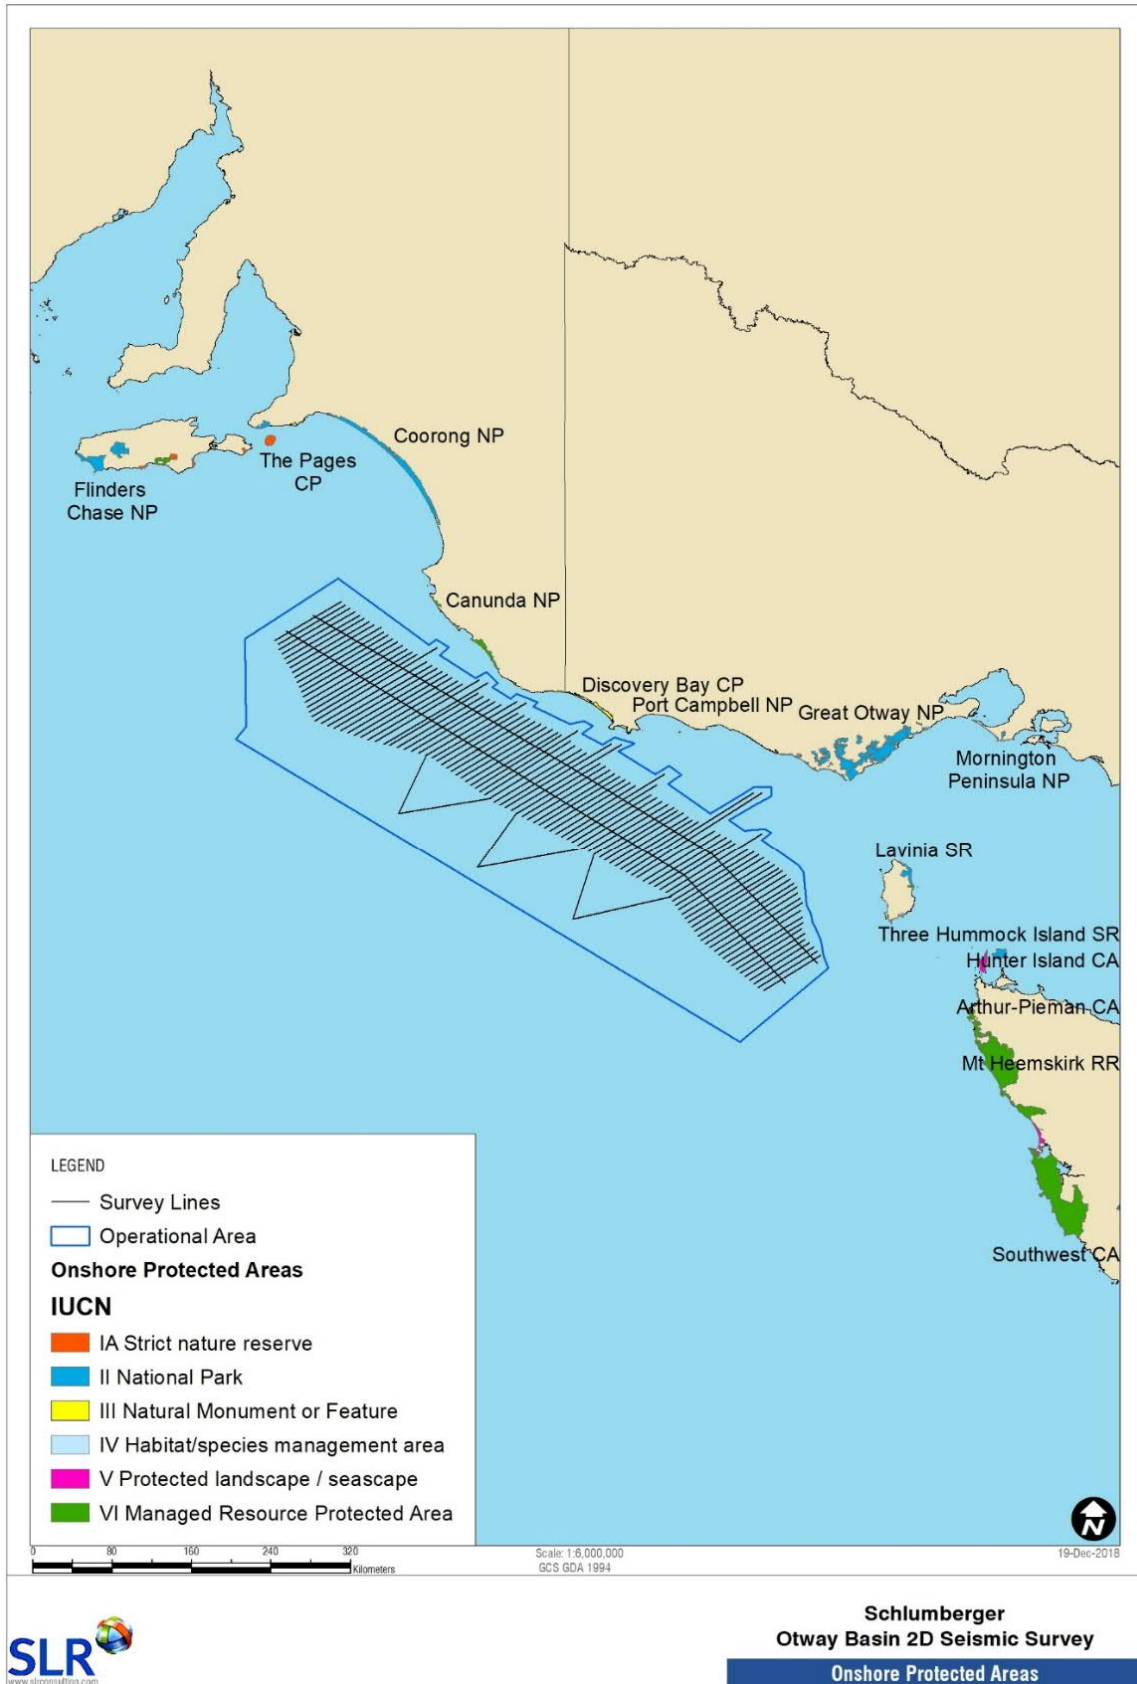 Coorong NP
The Pages
CP
Flinders
Chase NP
Canunda NP
Discovery Bay CP
Port Campbell NP
Great Otway NP
Mornington
Peninsula NP
Lavinia SR
Three Hummock Island SR
Hunter Island CA
Arthur-Pieman CA
Mt Heemskirk RR
Southwest CA
LEGEND
Survey Lines
Operational Area
Onshore Protected Areas
IUCN
IA Strict nature reserve
II National Park
III Natural Monument or Feature
IV Habitat/species management area
V Protected landscape / seascape
VI Managed Resource Protected Area
N
0 80 160 240 320
Kilometers
Scale: 1:6,000,000
GCS GDA 1994
19-Dec-2018
SLR
www.slrconsulting.com
Schlumberger
Otway Basin 2D Seismic Survey
Onshore Protected Areas